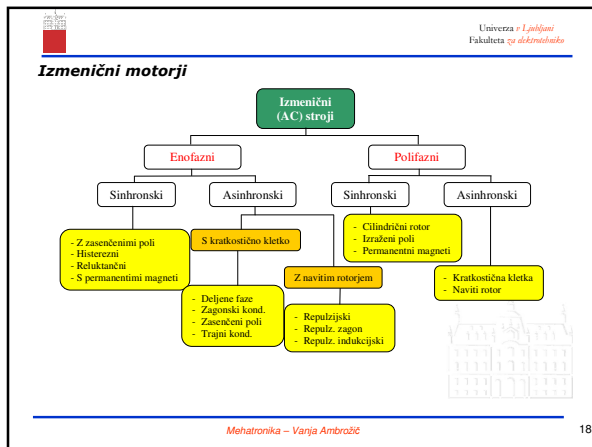 Univerza v Ljubljani
Fakulteta za elektrotehniko
Izmenični motorji
Izmenični
(AC) stroji
Enofazni
Polifazni
Sinhronski
Asinhronski
Sinhronski
Asinhronski
- Z zasenčenimi poli
- Histerezni
- Reluktančni
- S permanentimi magneti
S kratkostično kletko
- Cilindrični rotor
- Izraženi poli
- Permanentni magneti
Z navitim rotorjem
- Kratkostična kletka
- Naviti rotor
- Deljene faze
- Zagonski kond.
- Zasenčeni poli
- Trajni kond.
- Repulzijski
- Repulz. zagon
- Repulz. indukcijski
Mehatronika – Vanja Ambrožič
18